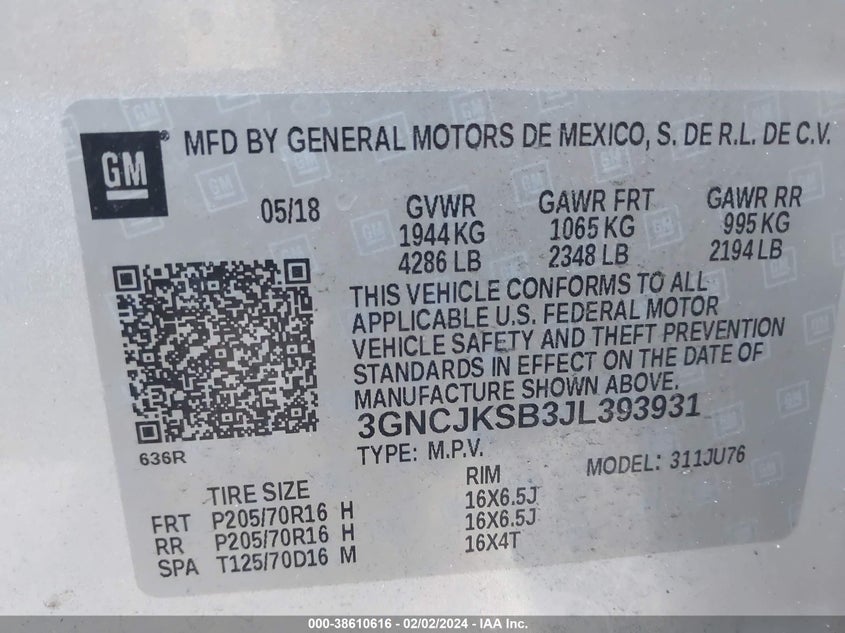 GM® MFD BY GENERAL MOTORS DE MEXICO, S. DE R.L. DE C.V.
05/18 GVWR GAWR FRT GAWR RR
1944 KG 1065 KG 995 KG
4286 LB 2348 LB 2194 LB
THIS VEHICLE CONFORMS TO ALL
APPLICABLE U.S. FEDERAL MOTOR
VEHICLE SAFETY AND THEFT PREVENTION
STANDARDS IN EFFECT ON THE DATE OF
MANUFACTURE SHOWN ABOVE.
3GNCJKSB3JL393931
636R
TYPE: M.P.V. MODEL: 311JU76
TIRE SIZE RIM
FRT P205/70R16 H 16X6.5J
RR P205/70R16 H 16X6.5J
SPA T125/70D16 M 16X4T
000-38610616 - 02/02/2024 - IAA Inc.